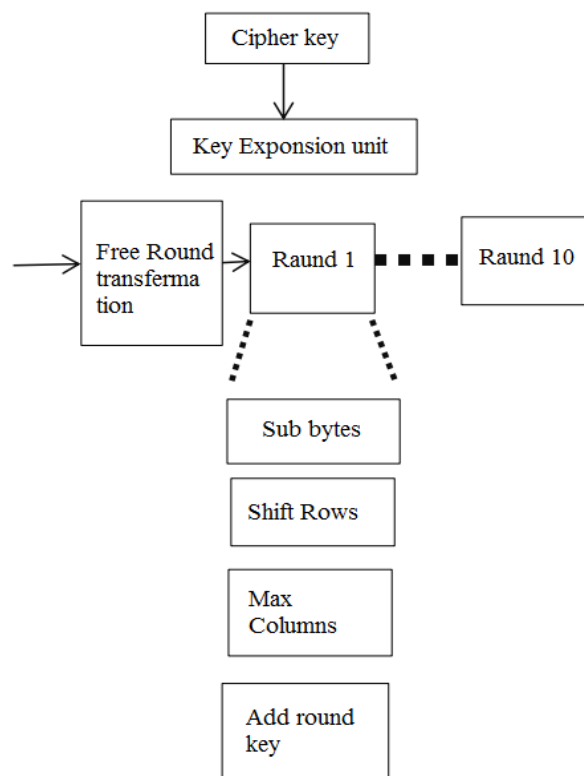 Cipher key
Key Exponsion unit
Free Round
transferma
tion
Raund 1
Raund 10
Sub bytes
Shift Rows
Max
Columns
Add round
key